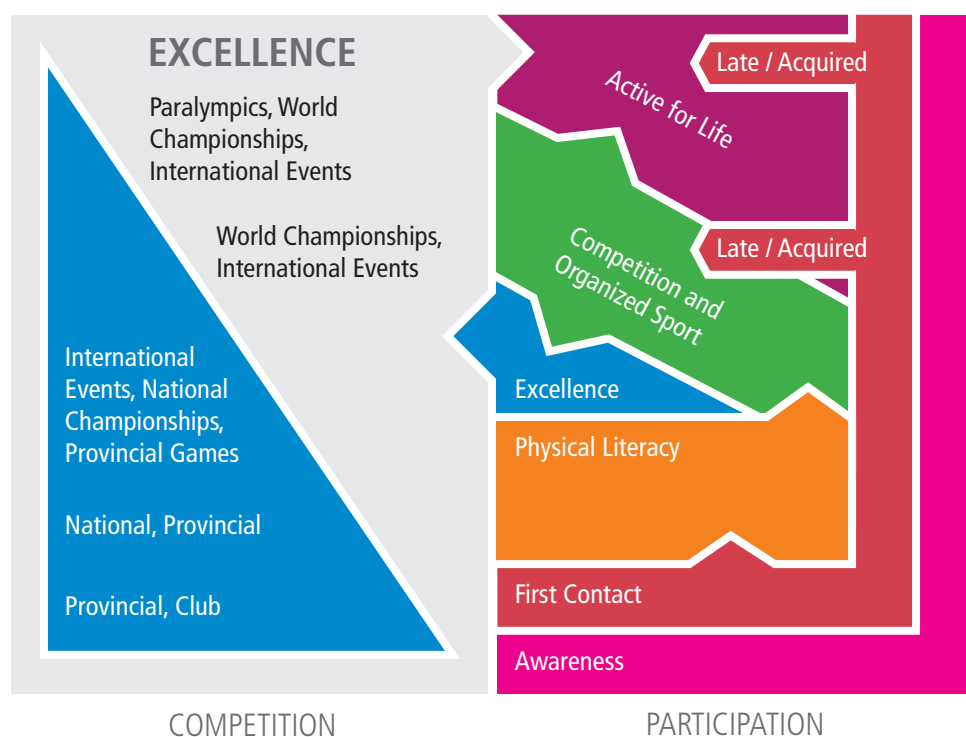 EXCELLENCE
Paralympics, World
Championships,
International Events
World Championships,
International Events
International
Events, National
Championships,
Provincial Games
National, Provincial
Provincial, Club
COMPETITION
Late / Acquired
Active for Life
Late / Acquired
Competition and
Organized Sport
Excellence
Physical Literacy
First Contact
Awareness
PARTICIPATION